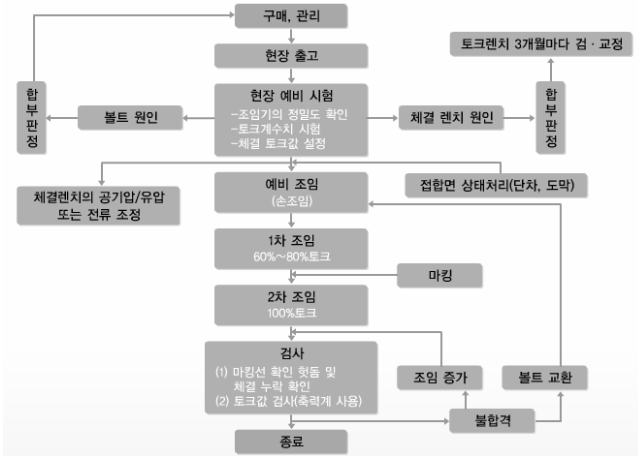 구매, 관리
현장 출고
토크렌치 3개월마다 검·교정
합
부
판
정
볼트 원인
현장 예비 시험
-조임기의 정밀도 확인
-토크계수치 시험
-체결 토크값 설정
체결 렌치 원인
합
부
판
정
체결렌치의 공기압/유압
또는 전류 조정
예비 조임
(손조임)
접합면 상태처리(단차, 도막)
1차 조임
60%~80%토크
마킹
2차 조임
100%토크
검사
(1) 마킹선 확인 헛돔 및
체결 누락 확인
(2) 토크값 검사(축력계 사용)
조임 증가
볼트 교환
불합격
종료